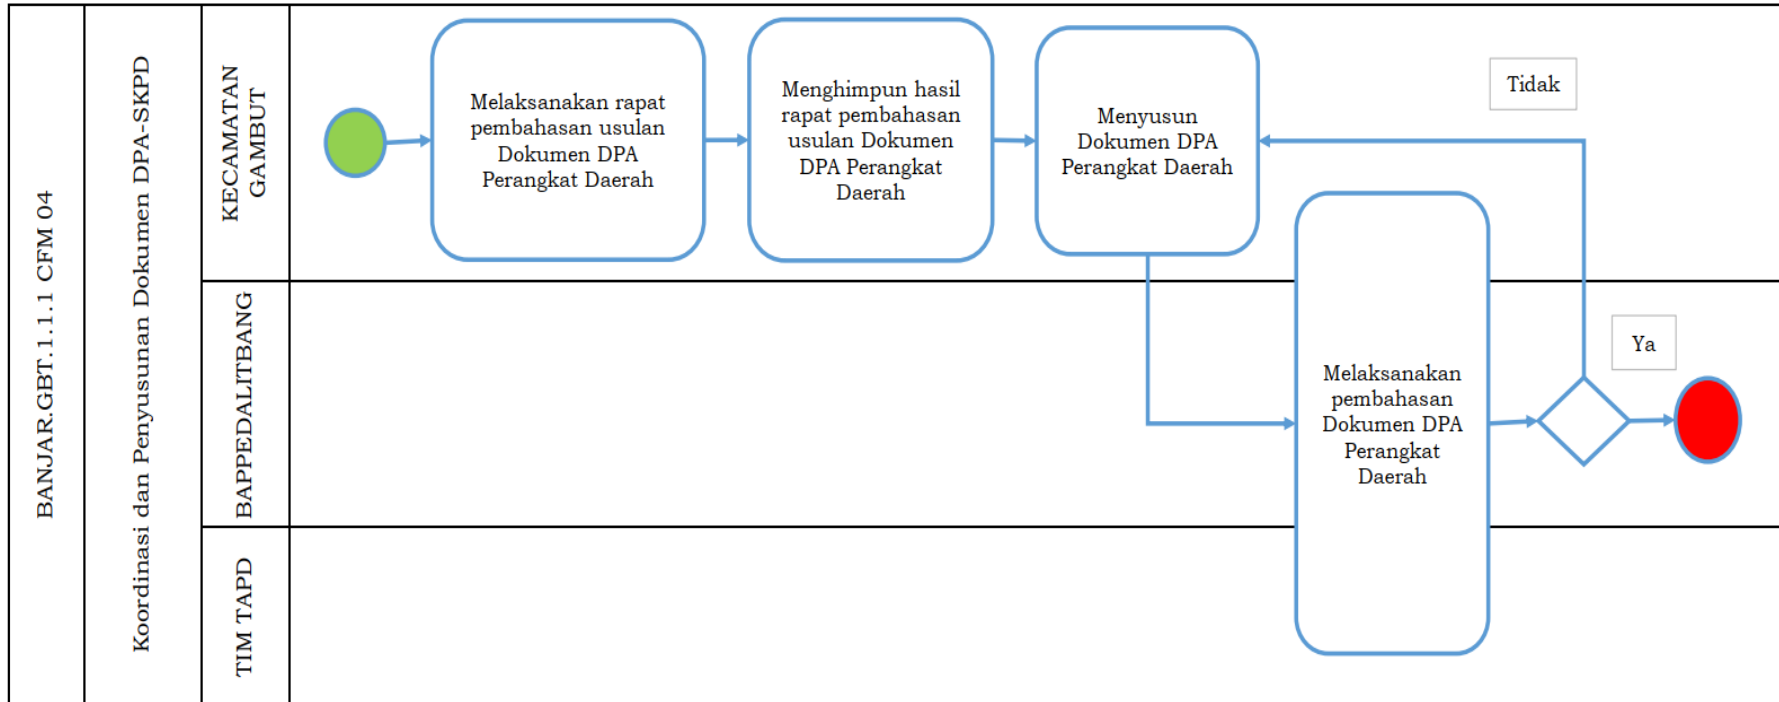 BANJAR.GBT.1.1.1.1 CFM 04
Koordinasi dan Penyusunan Dokumen DPA-SKPD
KECAMATAN
GAMBUT
Melaksanakan rapat
pembahasan usulan
Dokumen DPA
Perangkat Daerah
Menghimpun hasil
rapat pembahasan
usulan Dokumen
DPA Perangkat
Daerah
Menyusun
Dokumen DPA
Perangkat Daerah
Tidak
BAPPEDALITBANG
Melaksanakan
pembahasan
Dokumen DPA
Perangkat
Daerah
Ya
TIM TAPD